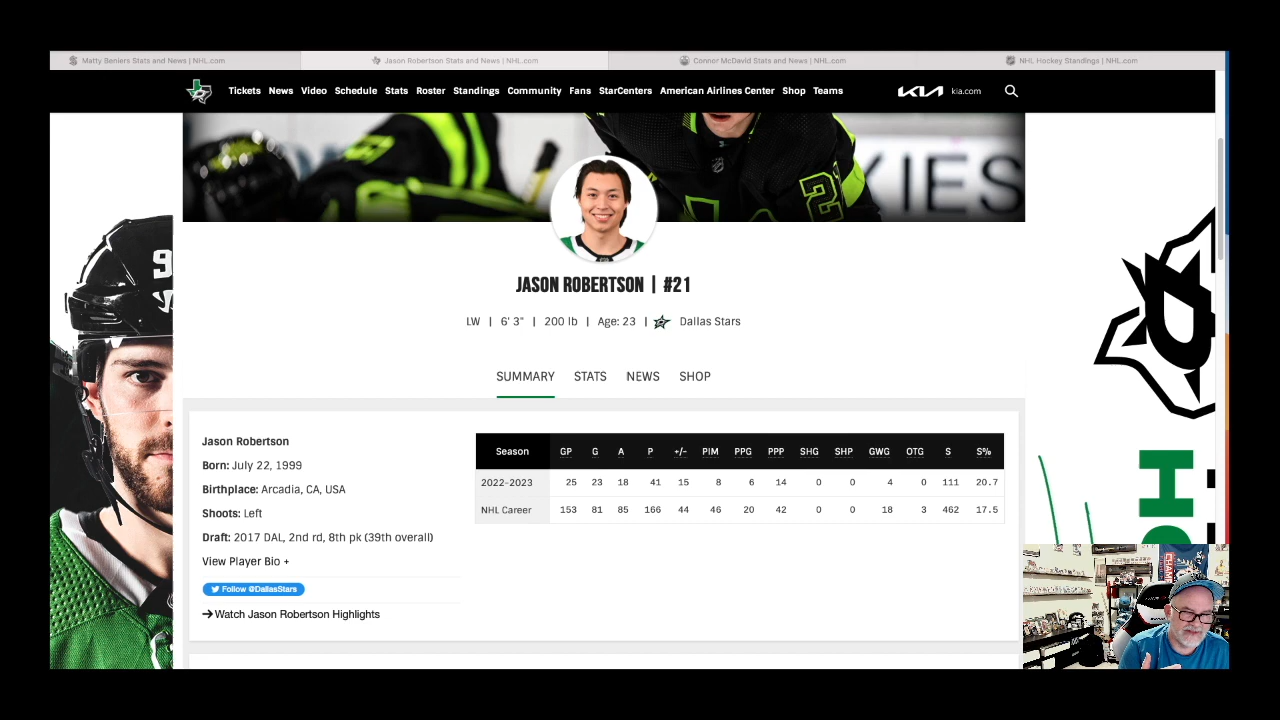 Matty Beniers Stats and News | NHL.com
Jason Robertson Stats and News | NHL.com
Connor McDavid Stats and News | NHL.com
NHL Hockey Standings | NHL.com
Tickets News Video Schedule Stats Roster Standings Community Fans StarCenters American Airlines Center Shop Teams
KIA kia.com
21
KIES
JASON ROBERTSON | #21
LW | 6' 3" | 200 lb | Age: 23 | Dallas Stars
SUMMARY STATS NEWS SHOP
9
Jason Robertson
Born: July 22, 1999
Birthplace: Arcadia, CA, USA
Shoots: Left
Draft: 2017 DAL, 2nd rd, 8th pk (39th overall)
View Player Bio +
Follow @DallasStars
Watch Jason Robertson Highlights
Season GP G A P +/- PIM PPG PPP SHG SHP GWG OTG S S%
2022-2023 25 23 18 41 15 8 6 14 0 0 4 0 111 20.7
NHL Career 153 81 85 166 44 46 20 42 0 0 18 3 462 17.5